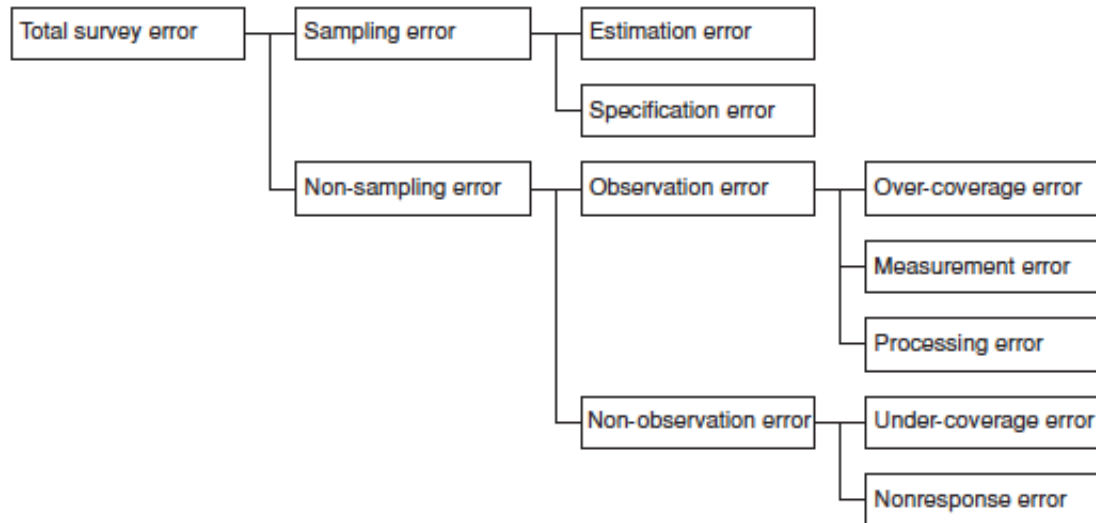 Total survey error
Sampling error
Estimation error
Specification error
Non-sampling error
Observation error
Over-coverage error
Measurement error
Processing error
Non-observation error
Under-coverage error
Nonresponse error